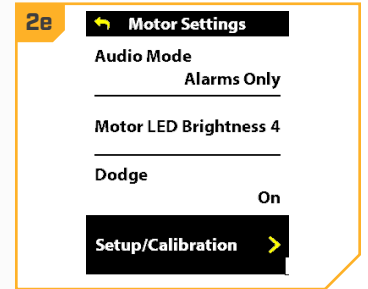 2e
Motor Settings
Audio Mode
Alarms Only
Motor LED Brightness 4
Dodge
On
Setup/Calibration